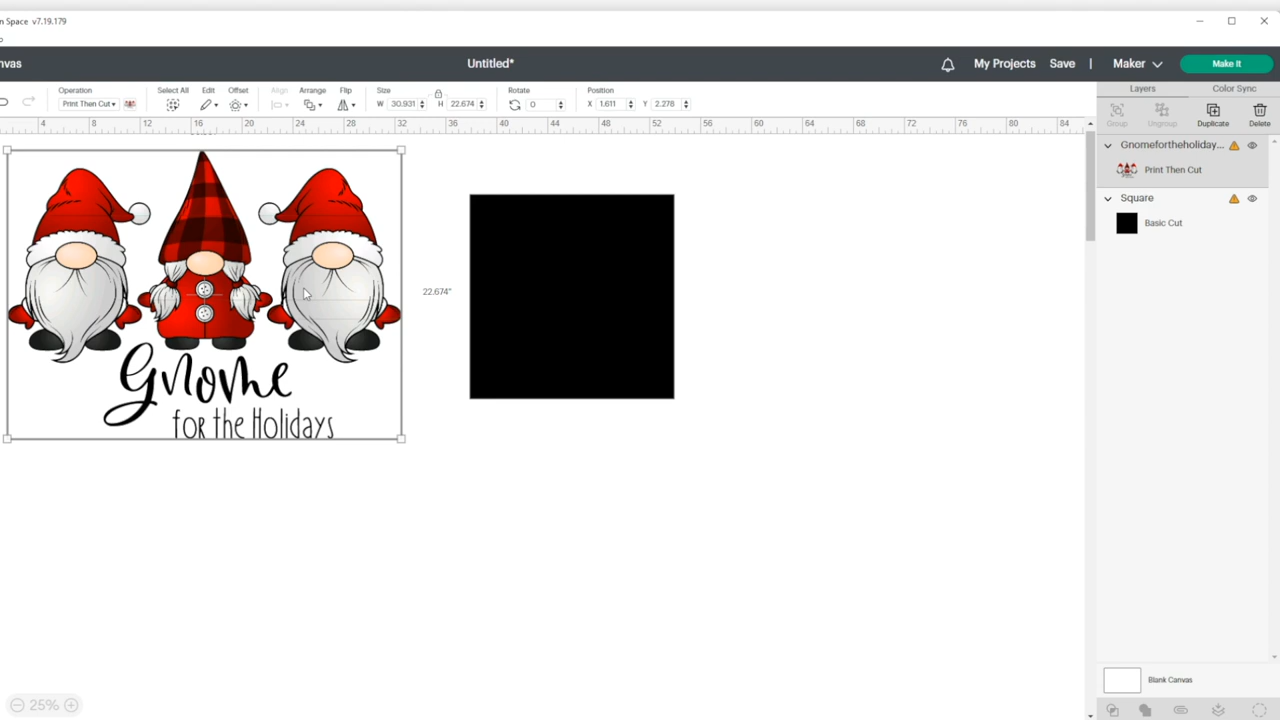 n Space v7.19.179
p
nvas
Untitled*
My Projects Save | Maker
Make It
Operation
Print Then Cut
Select All
Edit
Offset
Align
Arrange
Flip
Size
W 30.931
H 22.674
Rotate
0
Position
X 1.611
Y 2.278
Layers
Color Sync
Group
Ungroup
Duplicate
Delete
4 8 12 16 20 24 28 32 36 40 44 48 52 56 60 64 68 72 76 80 84
Gnomefortheholiday...
Print Then Cut
Square
Basic Cut
22.674"
Gnome
for the Holidays
Blank Canvas
25%